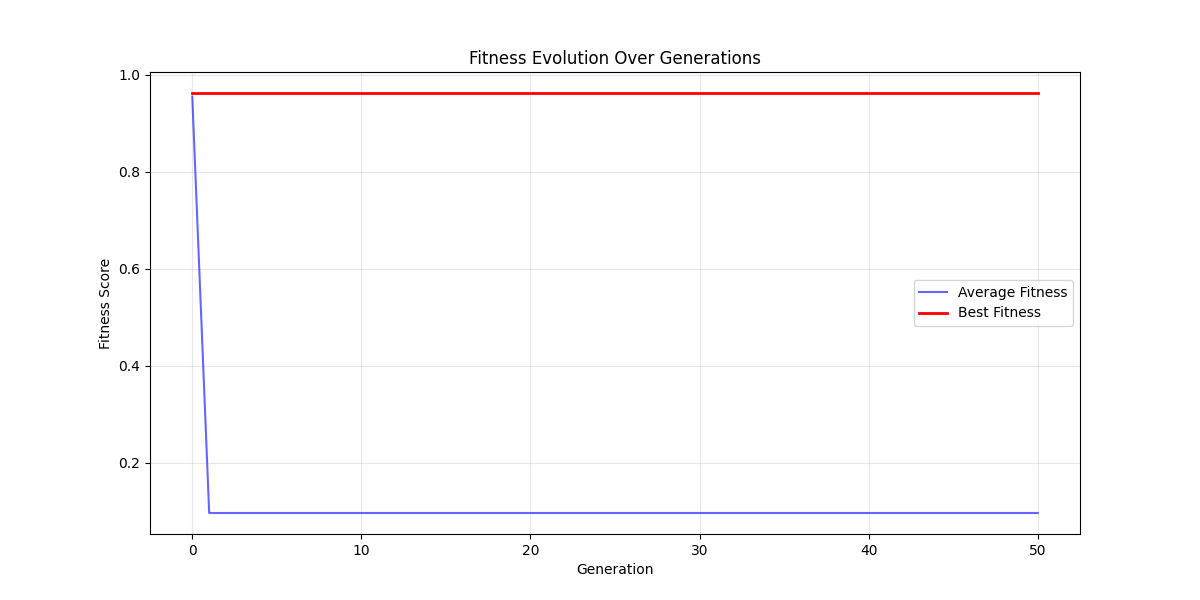 Fitness Evolution Over Generations
1.0
0.8
0.6
0.4
0.2
Fitness Score
Average Fitness
Best Fitness
0 10 20 30 40 50
Generation